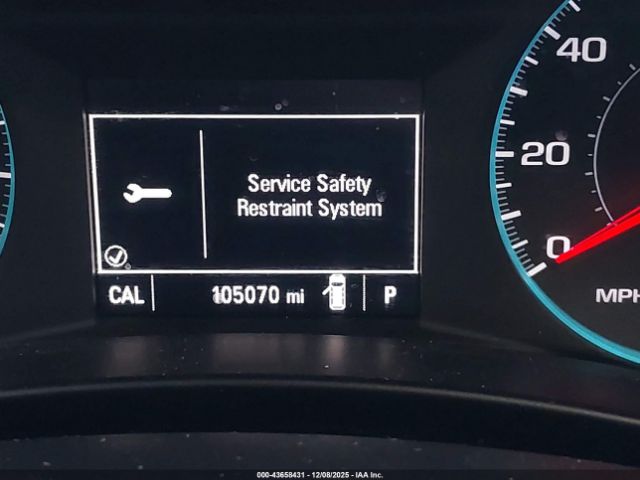 40
20
0
MPH
Service Safety
Restraint System
CAL
105070 mi
P
000-43658431 - 12/08/2025 - IAA Inc.